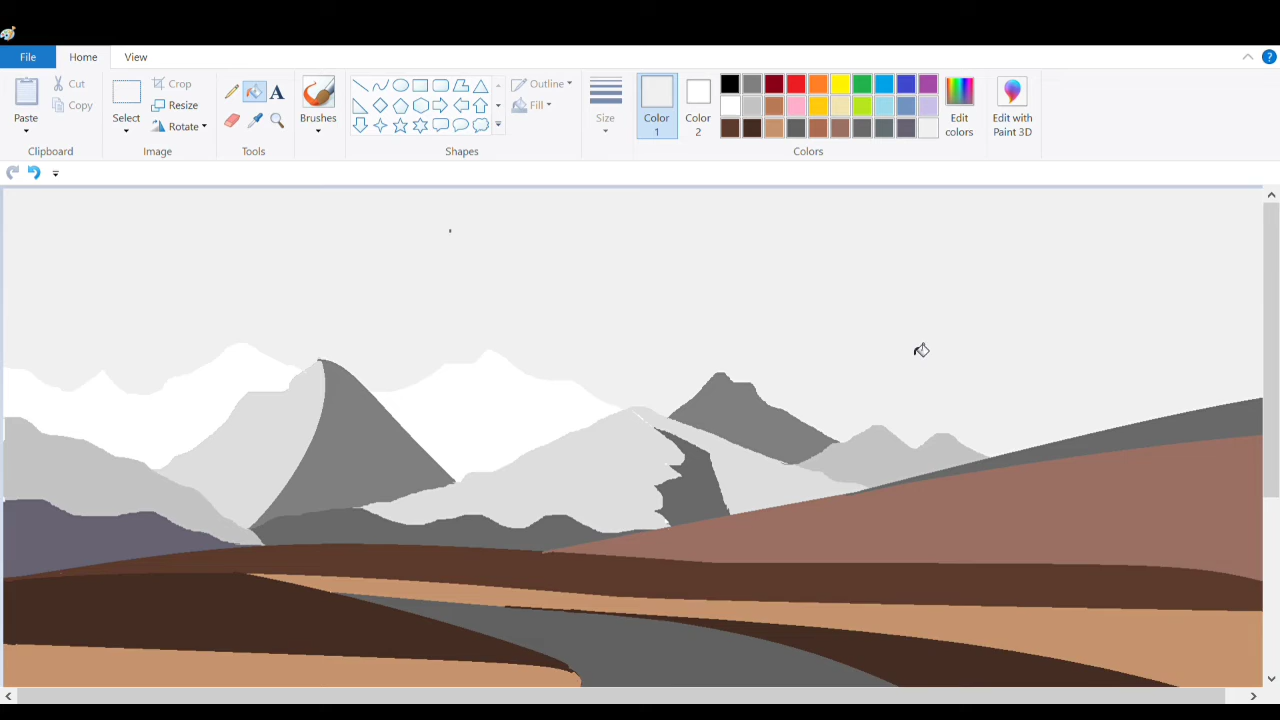 File Home View
Cut
Copy
Paste
Clipboard
Select
Crop
Resize
Rotate
Image
A
Tools
Brushes
Outline
Fill
Shapes
Size
Color
1
Color
2
Edit
colors
Colors
Edit with
Paint 3D
?